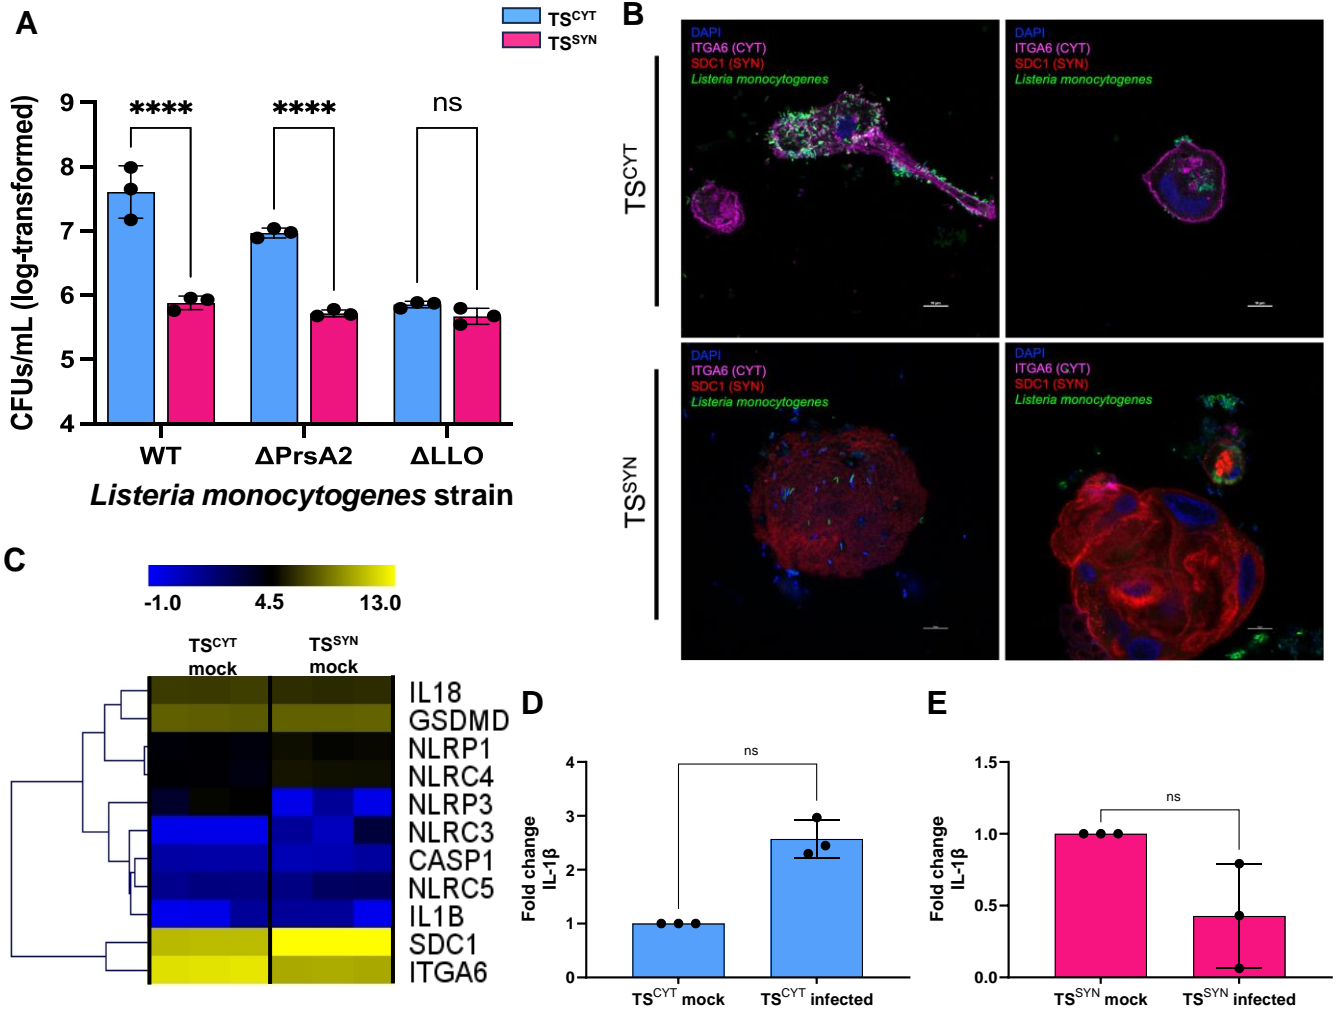 A
TSCYT
TSSYN
CFUs/mL (log-transformed)
9
8
7
6
5
4
****
****
ns
WT
ΔPrsA2
ΔLLO
Listeria monocytogenes strain
B
TSCYT
DAPI
ITGA6 (CYT)
SDC1 (SYN)
Listeria monocytogenes
DAPI
ITGA6 (CYT)
SDC1 (SYN)
Listeria monocytogenes
TSSYN
DAPI
ITGA6 (CYT)
SDC1 (SYN)
Listeria monocytogenes
DAPI
ITGA6 (CYT)
SDC1 (SYN)
Listeria monocytogenes
C
-1.0 4.5 13.0
TSCYT
mock
TSSYN
mock
IL18
GSDMD
NLRP1
NLRC4
NLRP3
NLRC3
CASP1
NLRC5
IL1B
SDC1
ITGA6
D
Fold change
IL-1β
4
3
2
1
0
ns
TSCYT mock
TSCYT infected
E
Fold change
IL-1β
1.5
1.0
0.5
0.0
ns
TSSYN mock
TSSYN infected